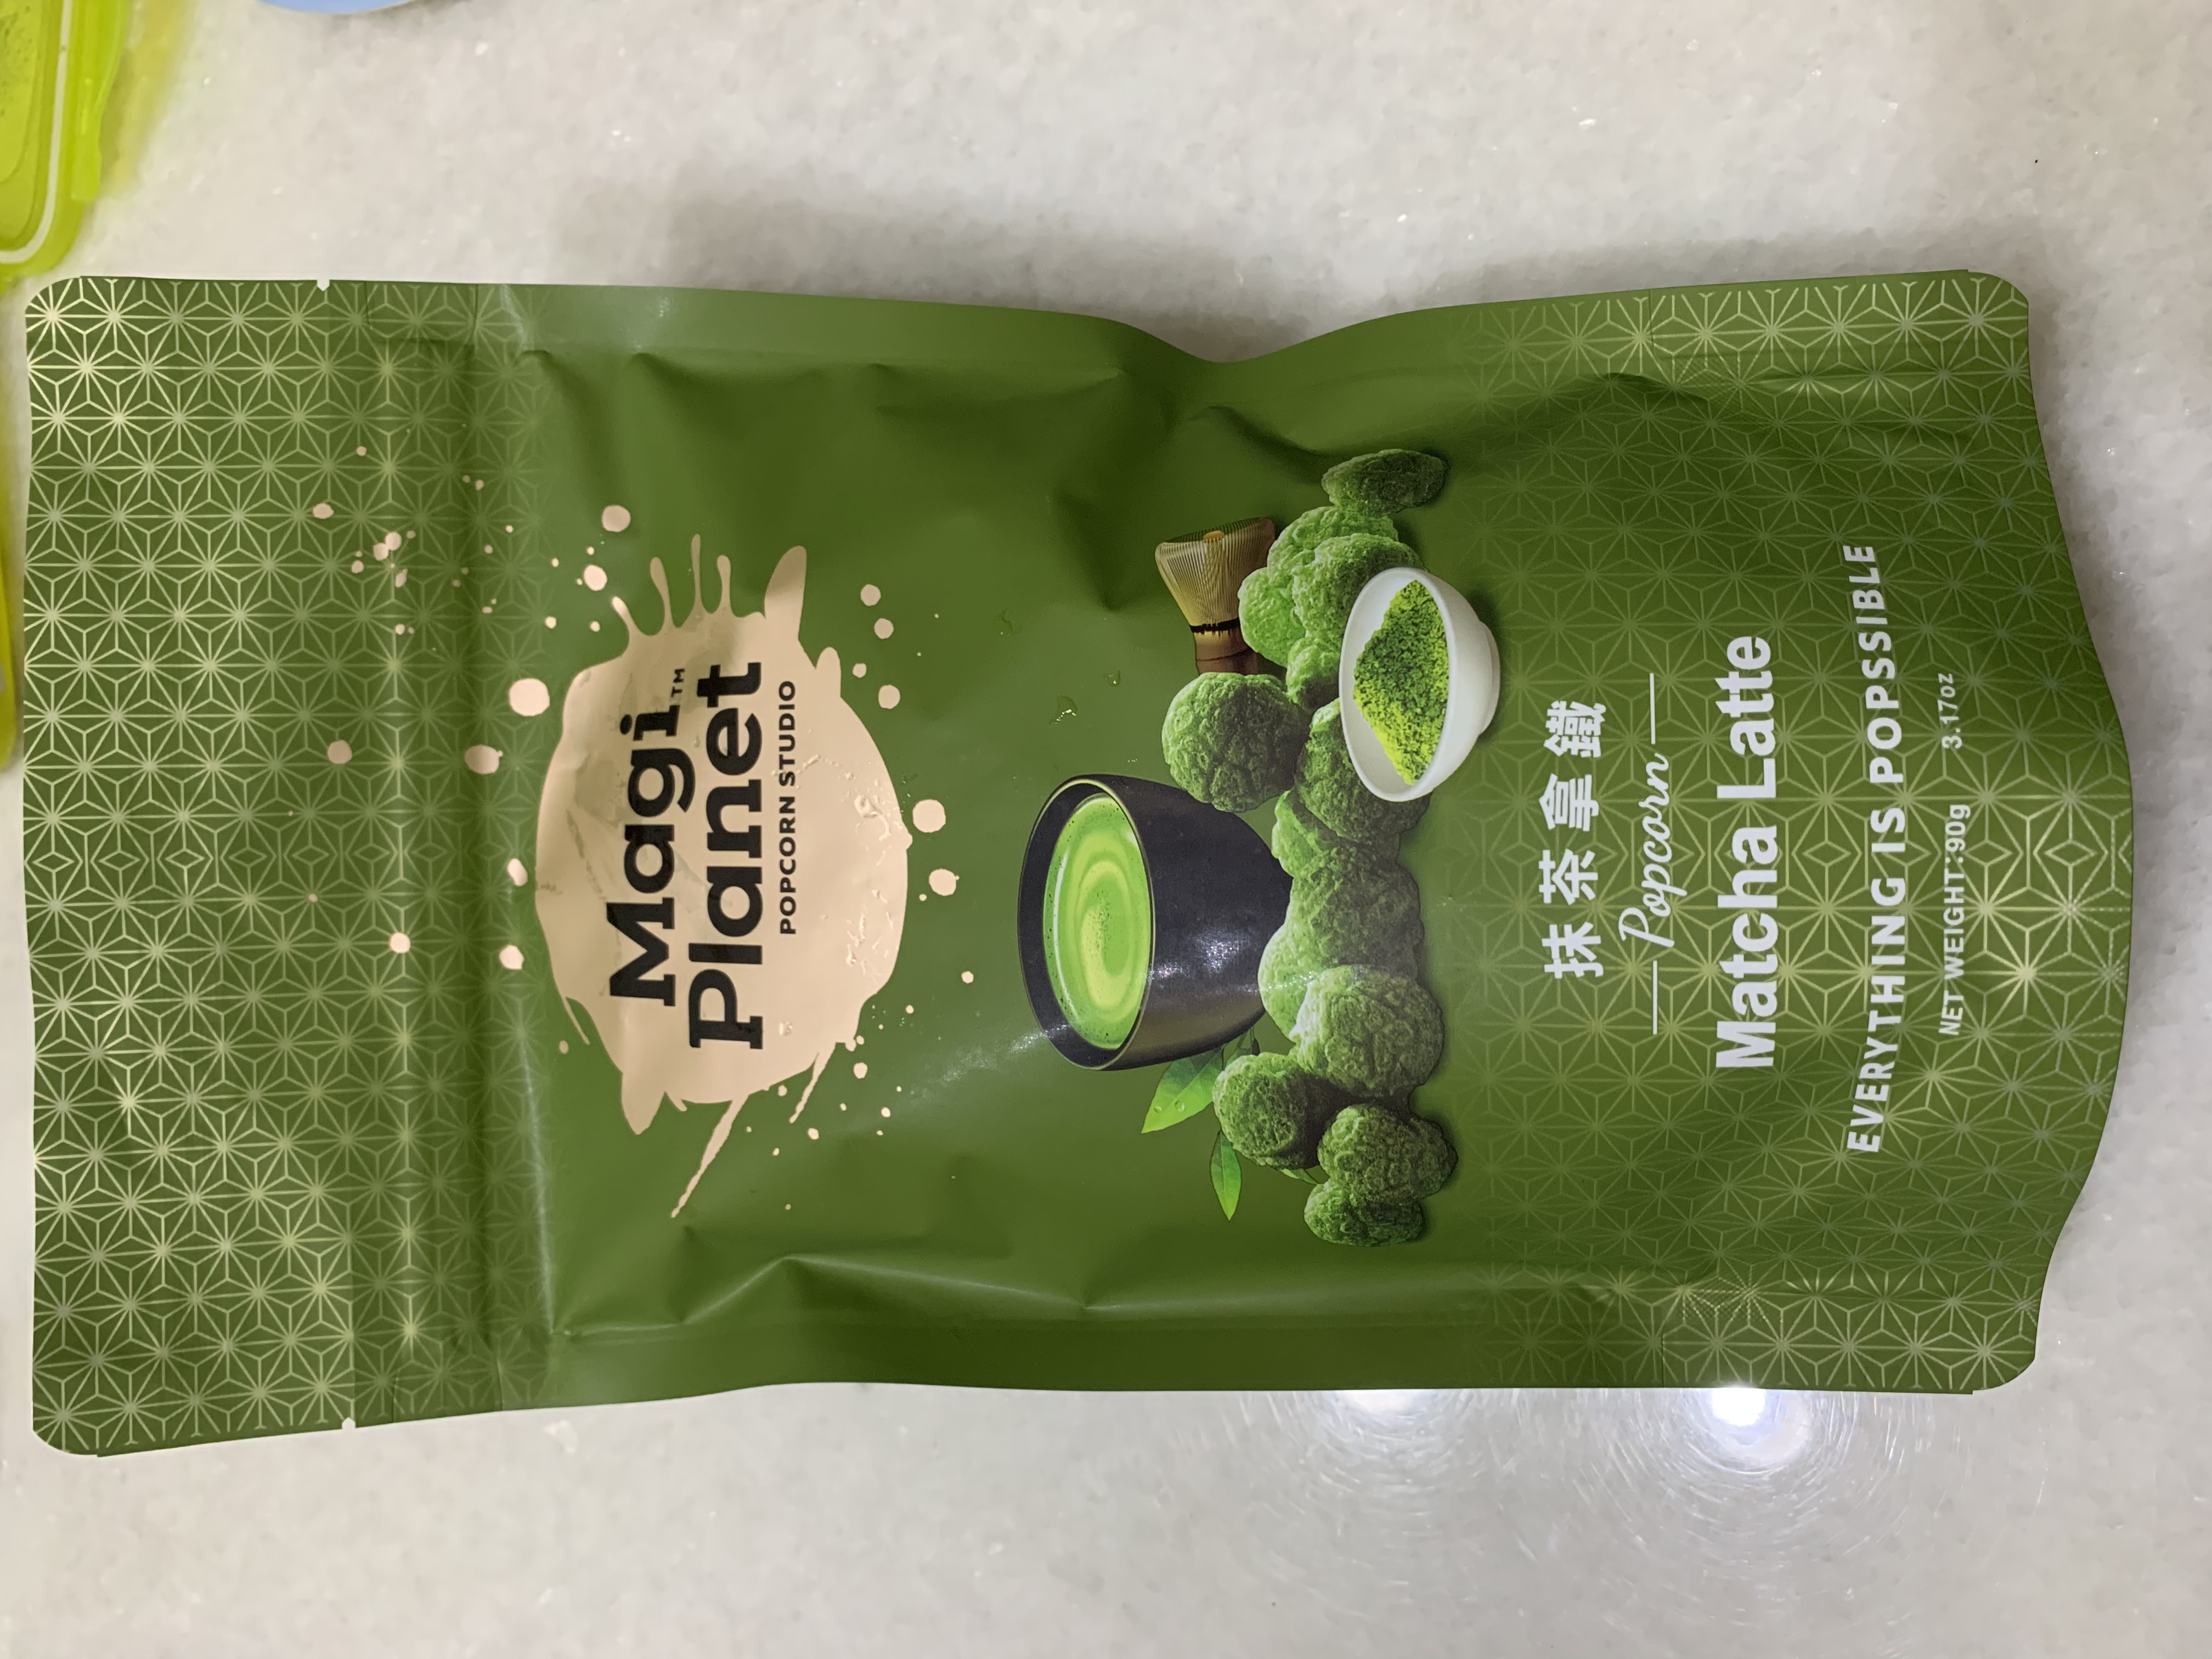 Magi™
Planet
POPCORN STUDIO
抹茶拿鐵
Popcorn
Matcha Latte
EVERYTHING IS POPSSIBLE
NET WEIGHT:90g 3.17oz